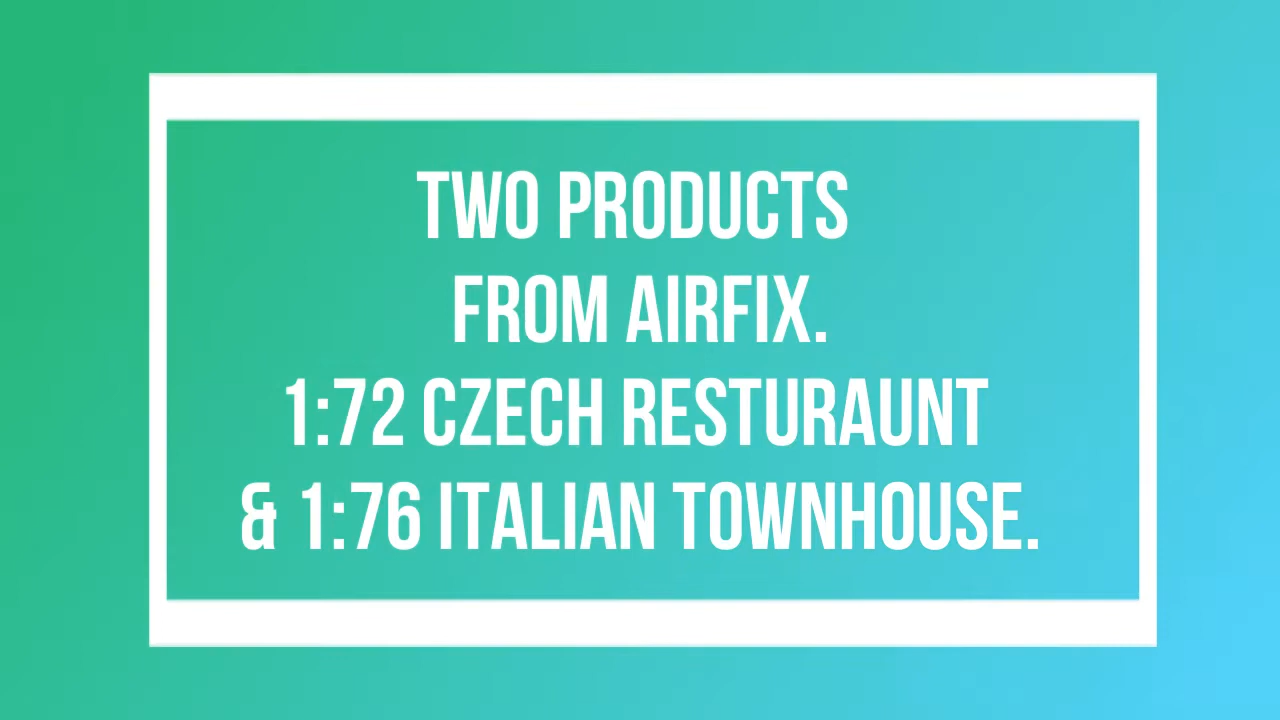 TWO PRODUCTS
FROM AIRFIX.
1:72 CZECH RESTURAUNT
& 1:76 ITALIAN TOWNHOUSE.